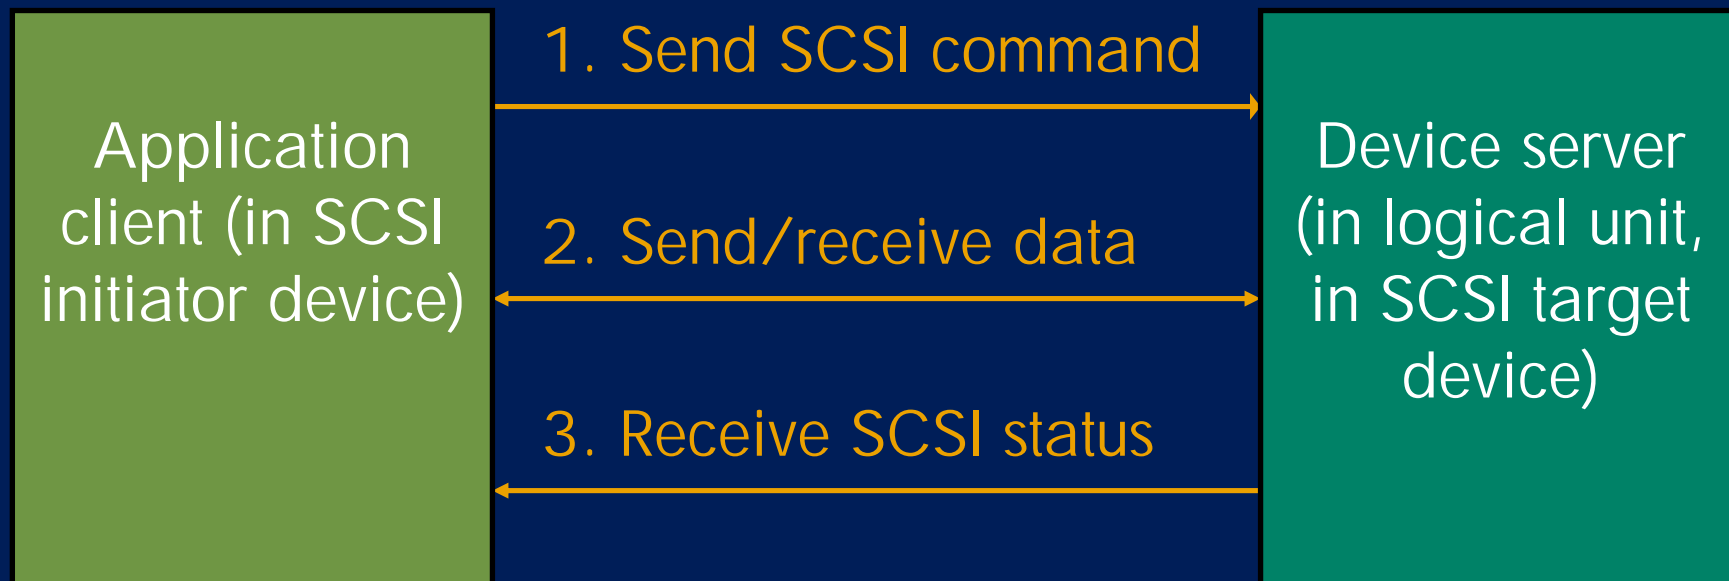 Application
client (in SCSI
initiator device)
1. Send SCSI command
2. Send/receive data
3. Receive SCSI status
Device server
(in logical unit,
in SCSI target
device)